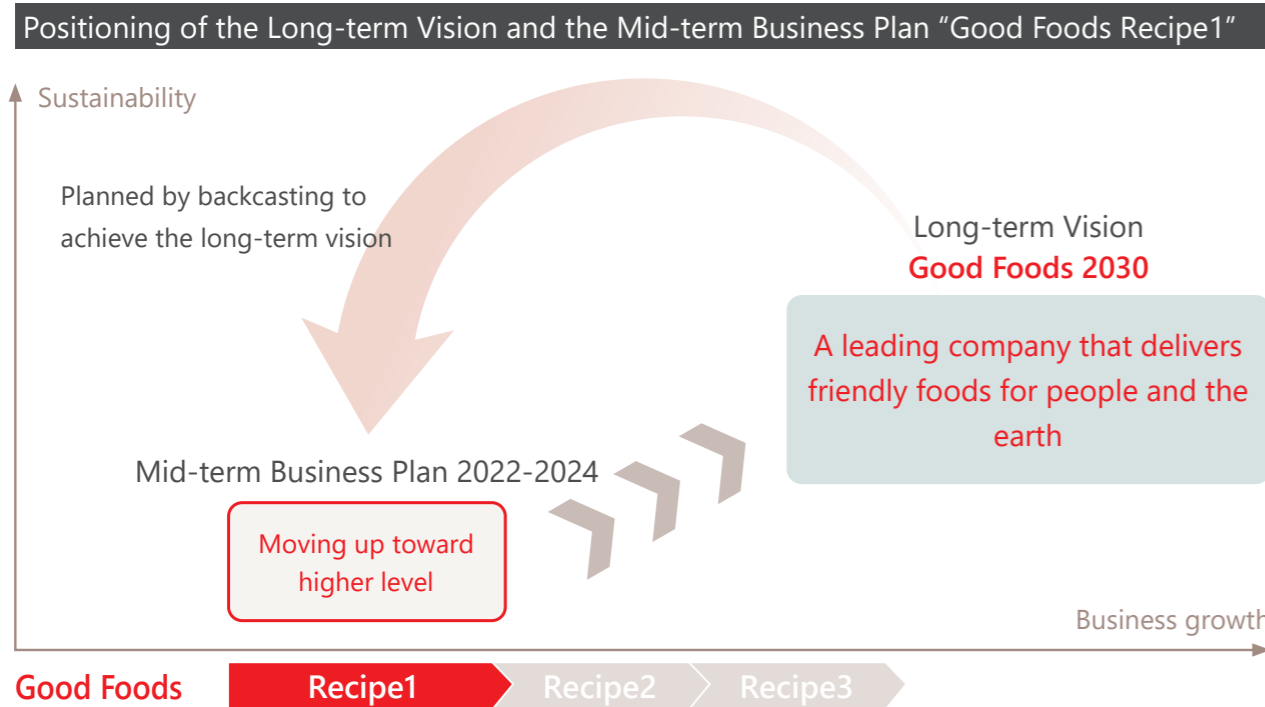 Positioning of the Long-term Vision and the Mid-term Business Plan “Good Foods Recipe1”
Sustainability
Planned by backcasting to
achieve the long-term vision
Long-term Vision
Good Foods 2030
A leading company that delivers
friendly foods for people and the
earth
Mid-term Business Plan 2022-2024
Moving up toward
higher level
Business growth
Good Foods Recipe1 Recipe2 Recipe3